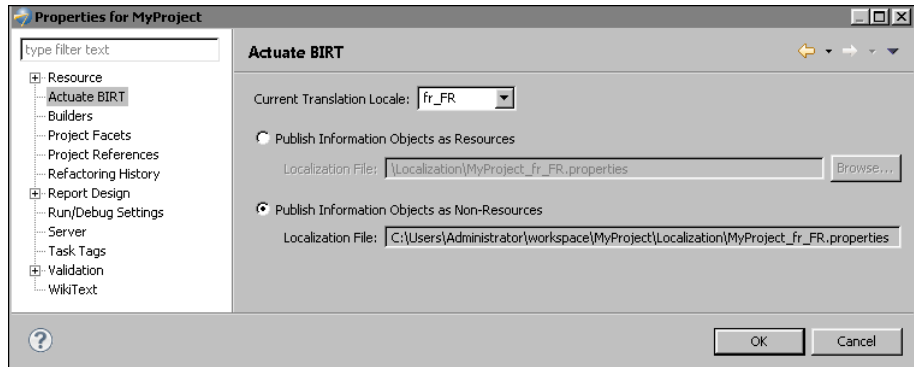 Properties for MyProject
type filter text
Resource
Actuate BIRT
Builders
Project Facets
Project References
Refactoring History
Report Design
Run/Debug Settings
Server
Task Tags
Validation
WikiText
Actuate BIRT
Current Translation Locale: fr_FR
Publish Information Objects as Resources
Localization File: \Localization\MyProject_fr_FR.properties Browse...
Publish Information Objects as Non-Resources
Localization File: C:\Users\Administrator\workspace\MyProject\Localization\MyProject_fr_FR.properties
? OK Cancel